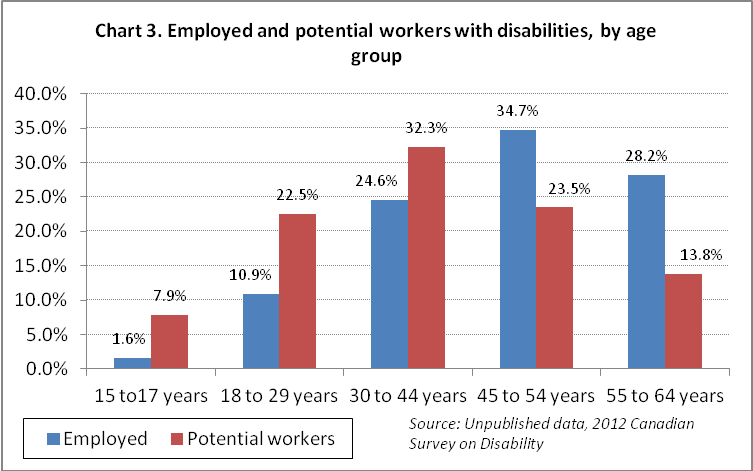 Chart 3. Employed and potential workers with disabilities, by age
group
40.0%
35.0%
30.0%
25.0%
20.0%
15.0%
10.0%
5.0%
0.0%
1.6%
7.9%
10.9%
22.5%
24.6%
32.3%
34.7%
23.5%
28.2%
13.8%
15 to17 years
18 to 29 years
30 to 44 years
45 to 54 years
55 to 64 years
Employed
Potential workers
Source: Unpublished data, 2012 Canadian
Survey on Disability